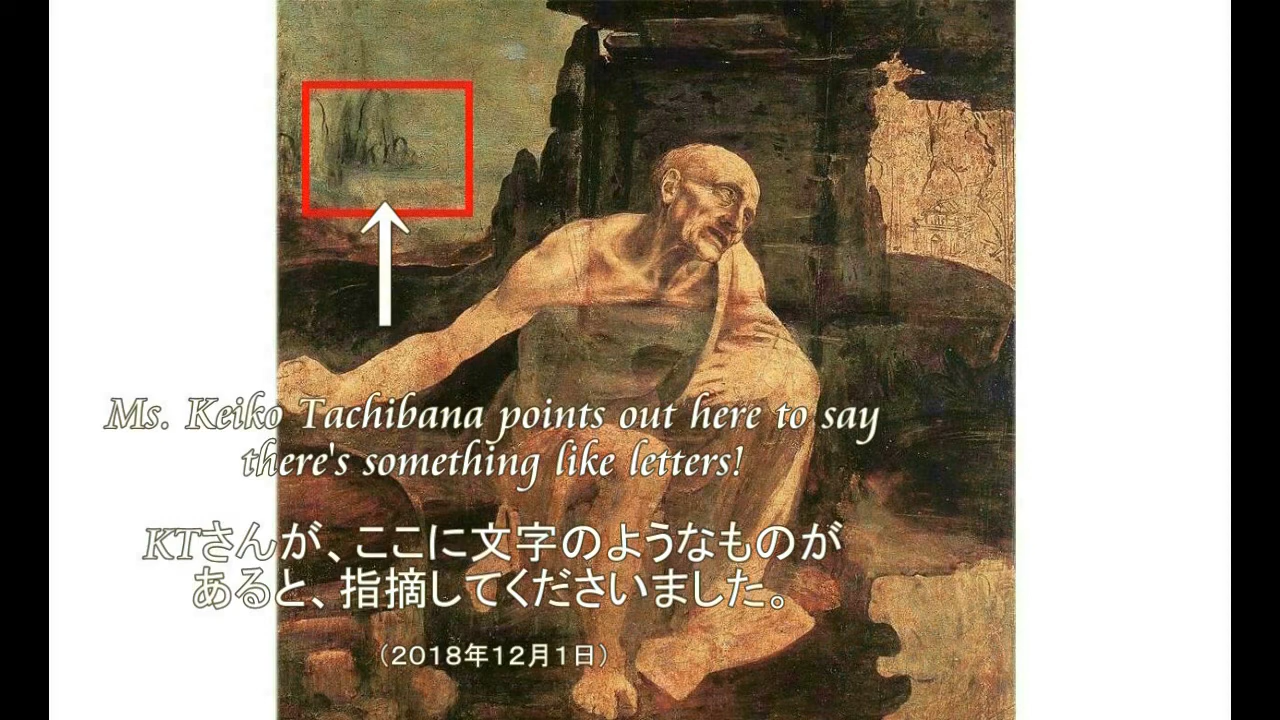 Ms. Keiko Tachibana points out here to say
there's something like letters!
KTさんが、ここに文字のようなものが
あると、指摘してくださいました。
（2018年12月1日）